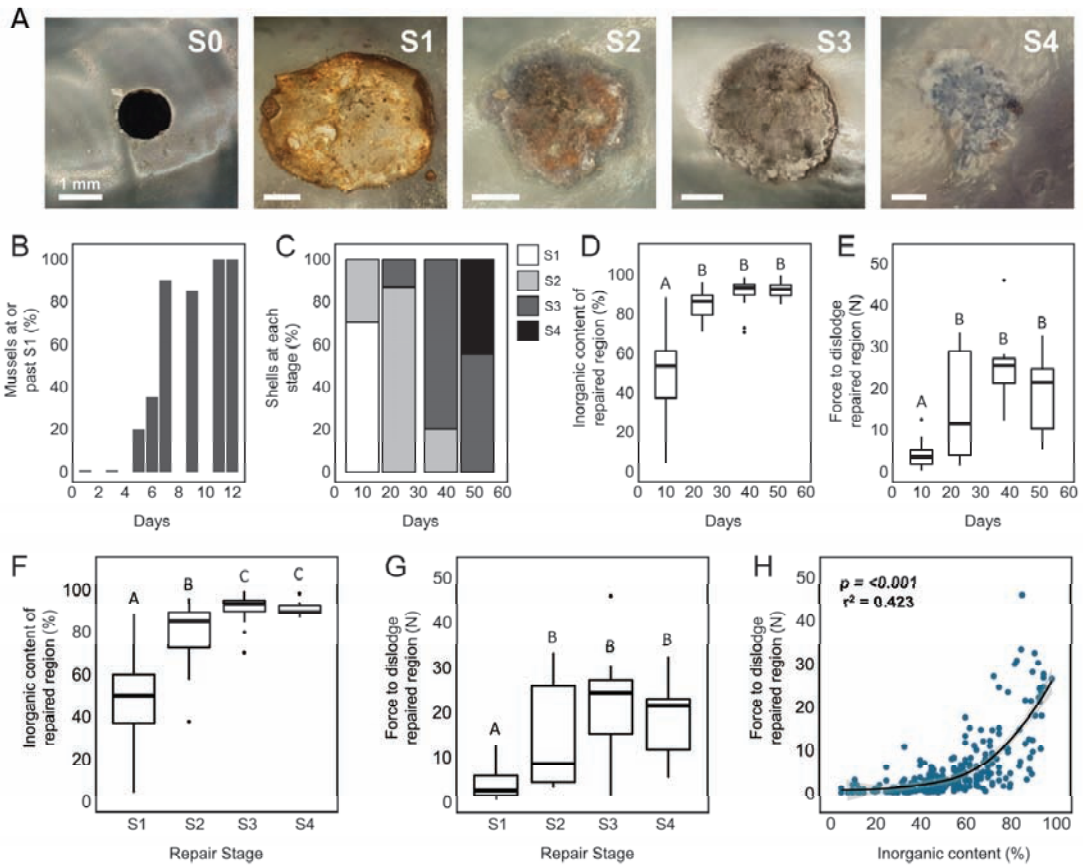 A
S0
S1
S2
S3
S4
1 mm
B
Mussels at or
past S1 (%)
100
80
60
40
20
0
0 2 4 6 8 10 12
Days
C
Shells at each
stage (%)
100
80
60
40
20
0
0 10 20 30 40 50 60
Days
S1
S2
S3
S4
D
Inorganic content of
repaired region (%)
100
80
60
40
20
0
A
B
B
B
0 10 20 30 40 50 60
Days
E
Force to dislodge
repaired region (N)
50
40
30
20
10
0
A
B
B
B
0 10 20 30 40 50 60
Days
F
Inorganic content of
repaired region (%)
100
80
60
40
20
0
A
B
C
C
S1 S2 S3 S4
Repair Stage
G
Force to dislodge
repaired region (N)
50
40
30
20
10
0
A
B
B
B
S1 S2 S3 S4
Repair Stage
H
Force to dislodge
repaired region (N)
50
40
30
20
10
0
p = <0.001
r² = 0.423
0 20 40 60 80 100
Inorganic content (%)